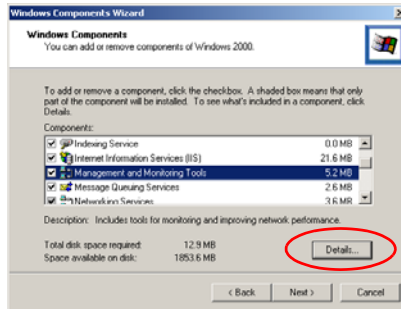 Windows Components Wizard
Windows Components
You can add or remove components of Windows 2000.
To add or remove a component, click the checkbox. A shaded box means that only
part of the component will be installed. To see what's included in a component, click
Details.
Components:
Indexing Service 0.0 MB
Internet Information Services (IIS) 21.6 MB
Management and Monitoring Tools 5.2 MB
Message Queuing Services 2.6 MB
Networking Services 3.6 MB
Description: Includes tools for monitoring and improving network performance.
Total disk space required: 12.9 MB
Space available on disk: 1853.6 MB
Details...
< Back Next > Cancel